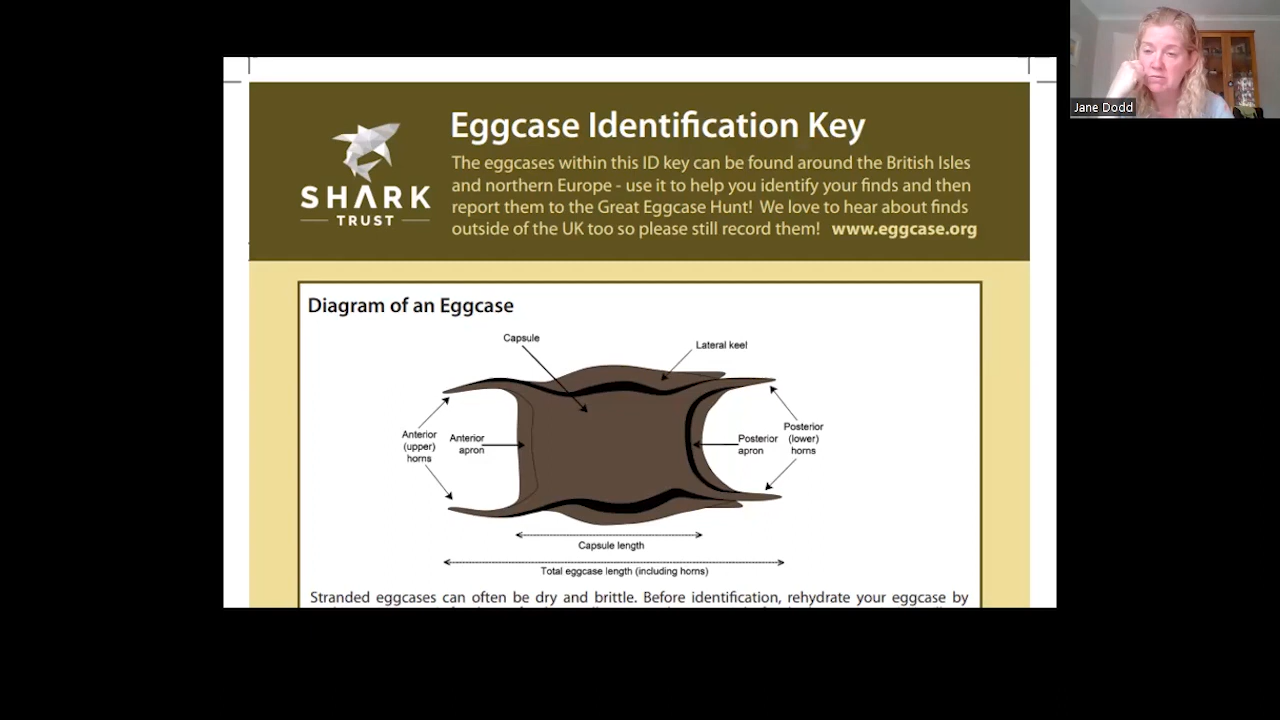 Eggcase Identification Key
The eggcases within this ID key can be found around the British Isles
and northern Europe - use it to help you identify your finds and then
report them to the Great Eggcase Hunt! We love to hear about finds
outside of the UK too so please still record them! www.eggcase.org
SHARK
TRUST
Jane Dodd
Diagram of an Eggcase
Capsule
Lateral keel
Anterior
(upper)
horns
Anterior
apron
Posterior
apron
Posterior
(lower)
horns
Capsule length
Total eggcase length (including horns)
Stranded eggcases can often be dry and brittle. Before identification, rehydrate your eggcase by